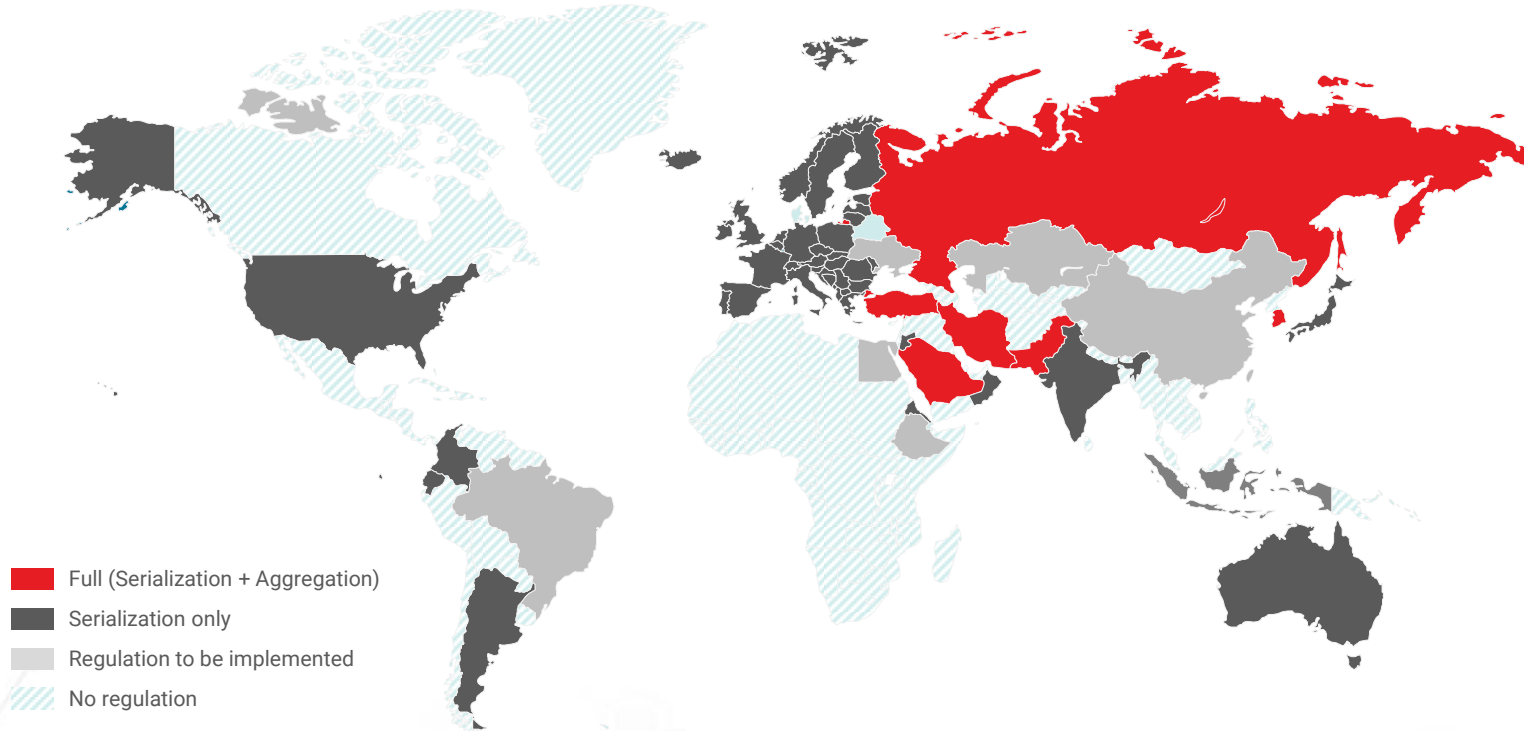 Full (Serialization + Aggregation)
Serialization only
Regulation to be implemented
No regulation